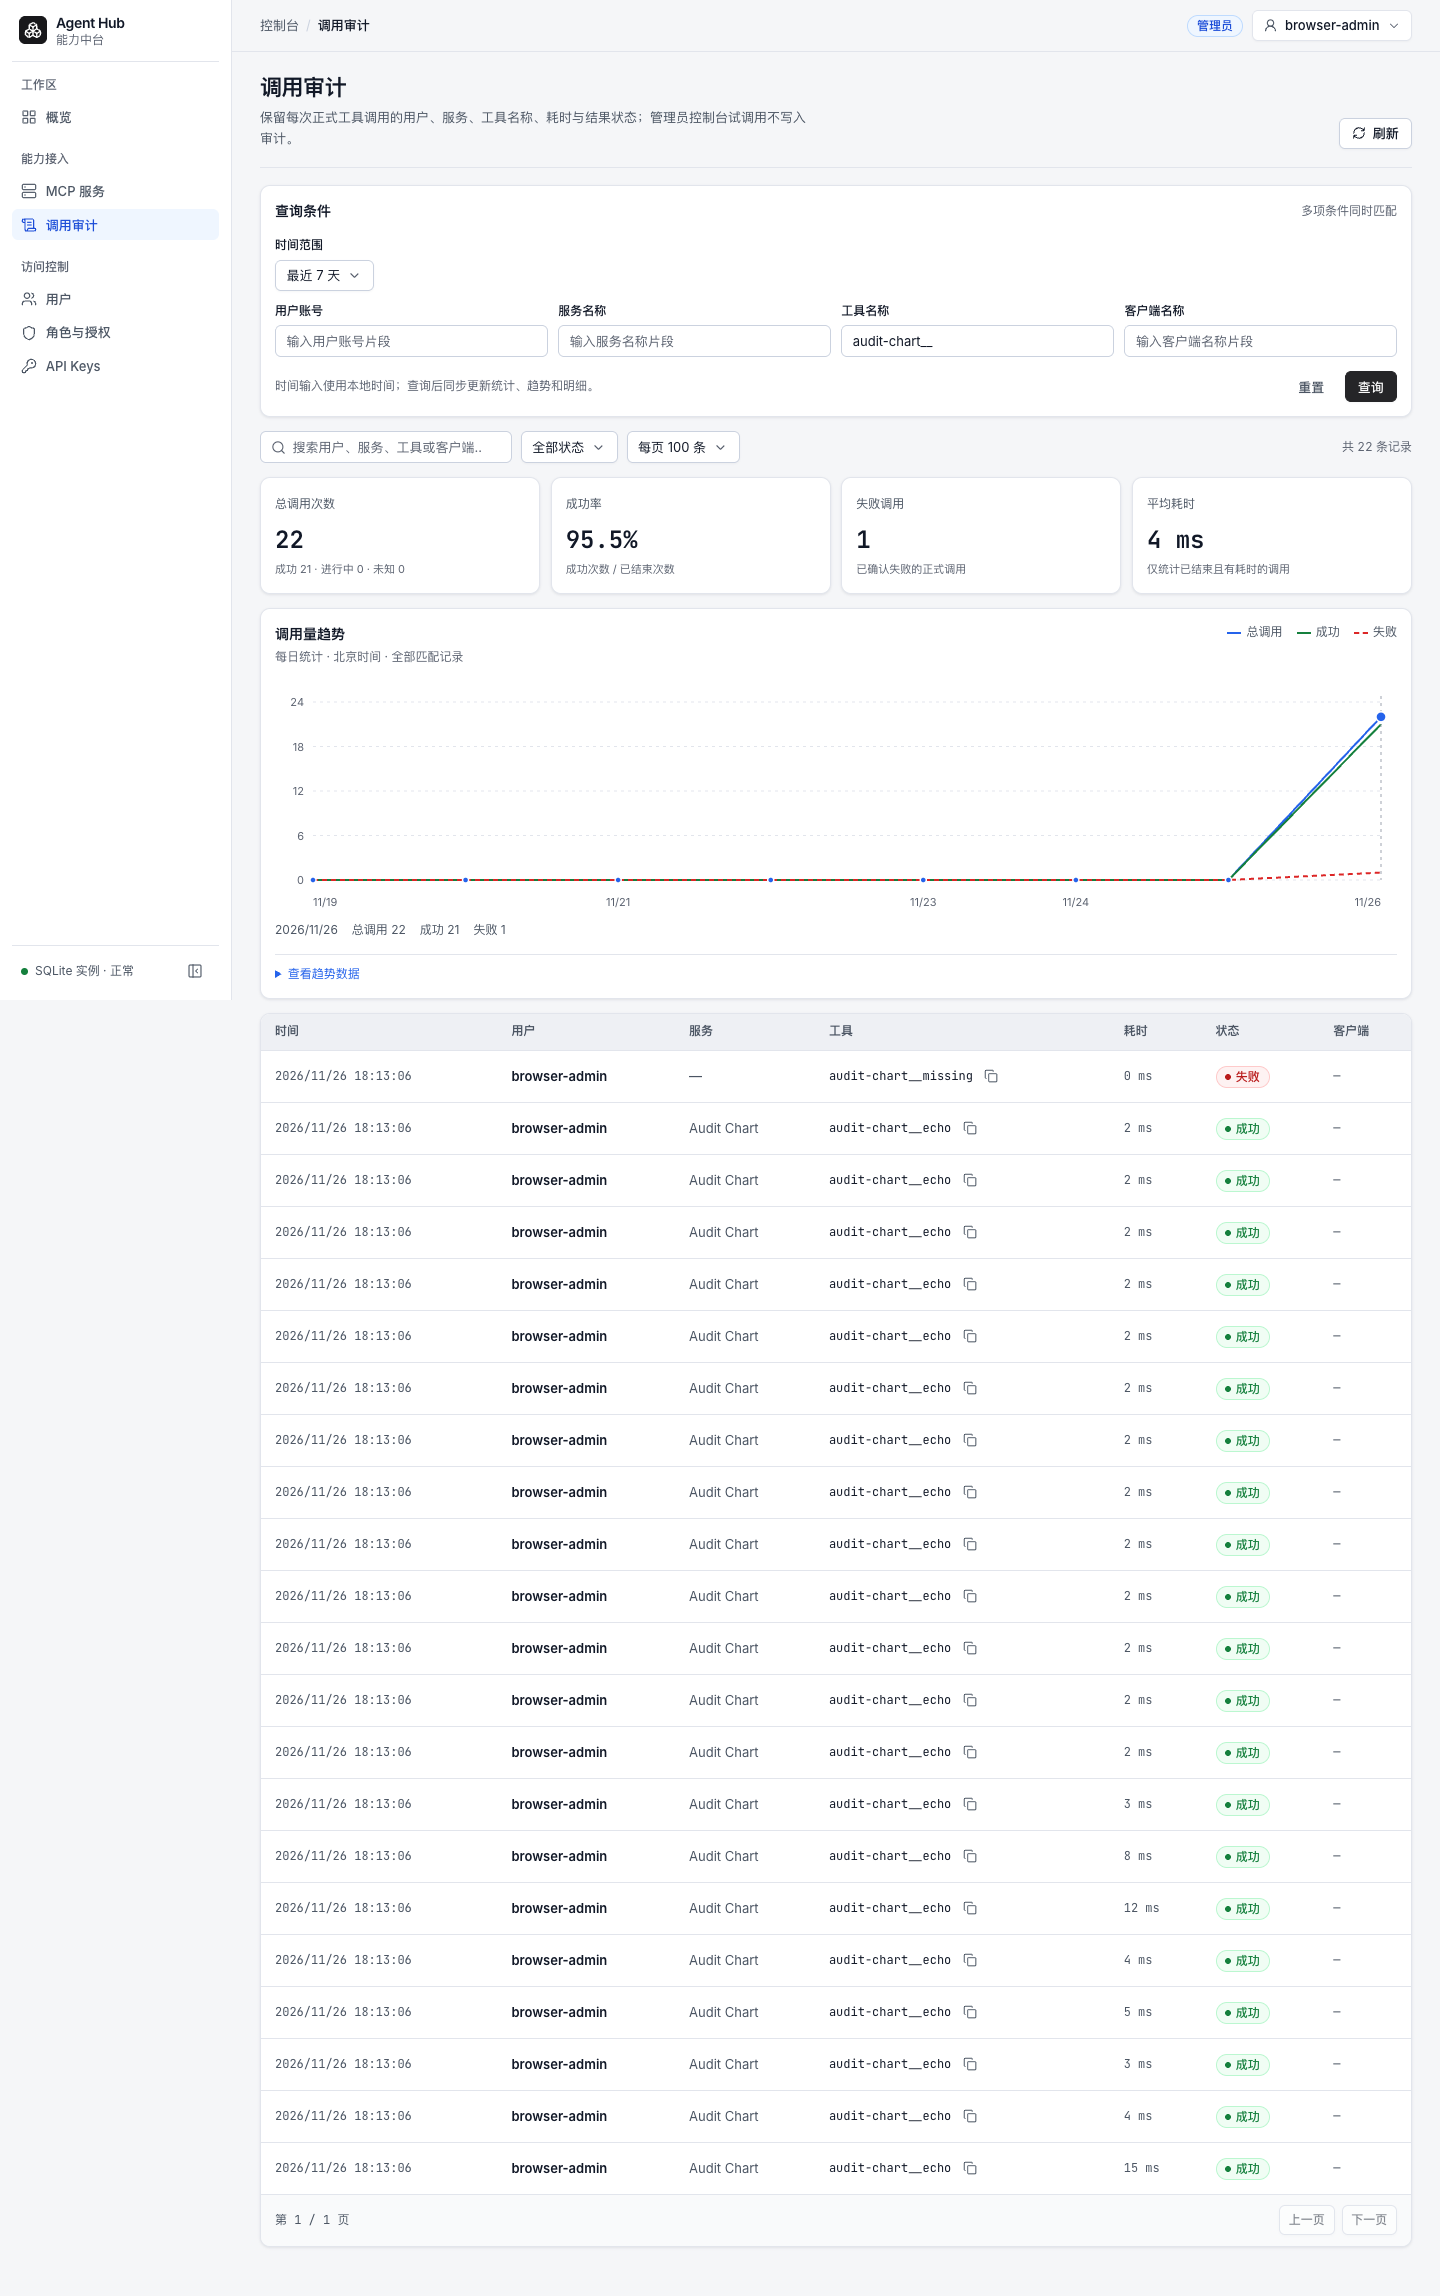 Agent Hub
能力中台
工作区
概览
能力接入
MCP 服务
调用审计
访问控制
用户
角色与授权
API Keys
SQLite 实例 · 正常
控制台 / 调用审计
管理员
browser-admin
调用审计
保留每次正式工具调用的用户、服务、工具名称、耗时与结果状态；管理员控制台试调用不写入
审计。
刷新
查询条件
多项条件同时匹配
时间范围
最近 7 天
用户账号 服务名称 工具名称 客户端名称
输入用户账号片段 输入服务名称片段 audit-chart__ 输入客户端名称片段
时间输入使用本地时间；查询后同步更新统计、趋势和明细。
重置 查询
搜索用户、服务、工具或客户端..
全部状态
每页 100 条
共 22 条记录
总调用次数
22
成功 21 · 进行中 0 · 未知 0
成功率
95.5%
成功次数 / 已结束次数
失败调用
1
已确认失败的正式调用
平均耗时
4 ms
仅统计已结束且有耗时的调用
调用量趋势
总调用 成功 失败
每日统计 · 北京时间 · 全部匹配记录
24
18
12
6
0
11/19 11/21 11/23 11/24 11/26
2026/11/26 总调用 22 成功 21 失败 1
查看趋势数据
时间 用户 服务 工具 耗时 状态 客户端
2026/11/26 18:13:06 browser-admin — audit-chart__missing 0 ms 失败 —
2026/11/26 18:13:06 browser-admin Audit Chart audit-chart__echo 2 ms 成功 —
2026/11/26 18:13:06 browser-admin Audit Chart audit-chart__echo 2 ms 成功 —
2026/11/26 18:13:06 browser-admin Audit Chart audit-chart__echo 2 ms 成功 —
2026/11/26 18:13:06 browser-admin Audit Chart audit-chart__echo 2 ms 成功 —
2026/11/26 18:13:06 browser-admin Audit Chart audit-chart__echo 2 ms 成功 —
2026/11/26 18:13:06 browser-admin Audit Chart audit-chart__echo 2 ms 成功 —
2026/11/26 18:13:06 browser-admin Audit Chart audit-chart__echo 2 ms 成功 —
2026/11/26 18:13:06 browser-admin Audit Chart audit-chart__echo 2 ms 成功 —
2026/11/26 18:13:06 browser-admin Audit Chart audit-chart__echo 2 ms 成功 —
2026/11/26 18:13:06 browser-admin Audit Chart audit-chart__echo 2 ms 成功 —
2026/11/26 18:13:06 browser-admin Audit Chart audit-chart__echo 2 ms 成功 —
2026/11/26 18:13:06 browser-admin Audit Chart audit-chart__echo 2 ms 成功 —
2026/11/26 18:13:06 browser-admin Audit Chart audit-chart__echo 2 ms 成功 —
2026/11/26 18:13:06 browser-admin Audit Chart audit-chart__echo 3 ms 成功 —
2026/11/26 18:13:06 browser-admin Audit Chart audit-chart__echo 8 ms 成功 —
2026/11/26 18:13:06 browser-admin Audit Chart audit-chart__echo 12 ms 成功 —
2026/11/26 18:13:06 browser-admin Audit Chart audit-chart__echo 4 ms 成功 —
2026/11/26 18:13:06 browser-admin Audit Chart audit-chart__echo 5 ms 成功 —
2026/11/26 18:13:06 browser-admin Audit Chart audit-chart__echo 3 ms 成功 —
2026/11/26 18:13:06 browser-admin Audit Chart audit-chart__echo 4 ms 成功 —
2026/11/26 18:13:06 browser-admin Audit Chart audit-chart__echo 15 ms 成功 —
第 1 / 1 页
上一页 下一页